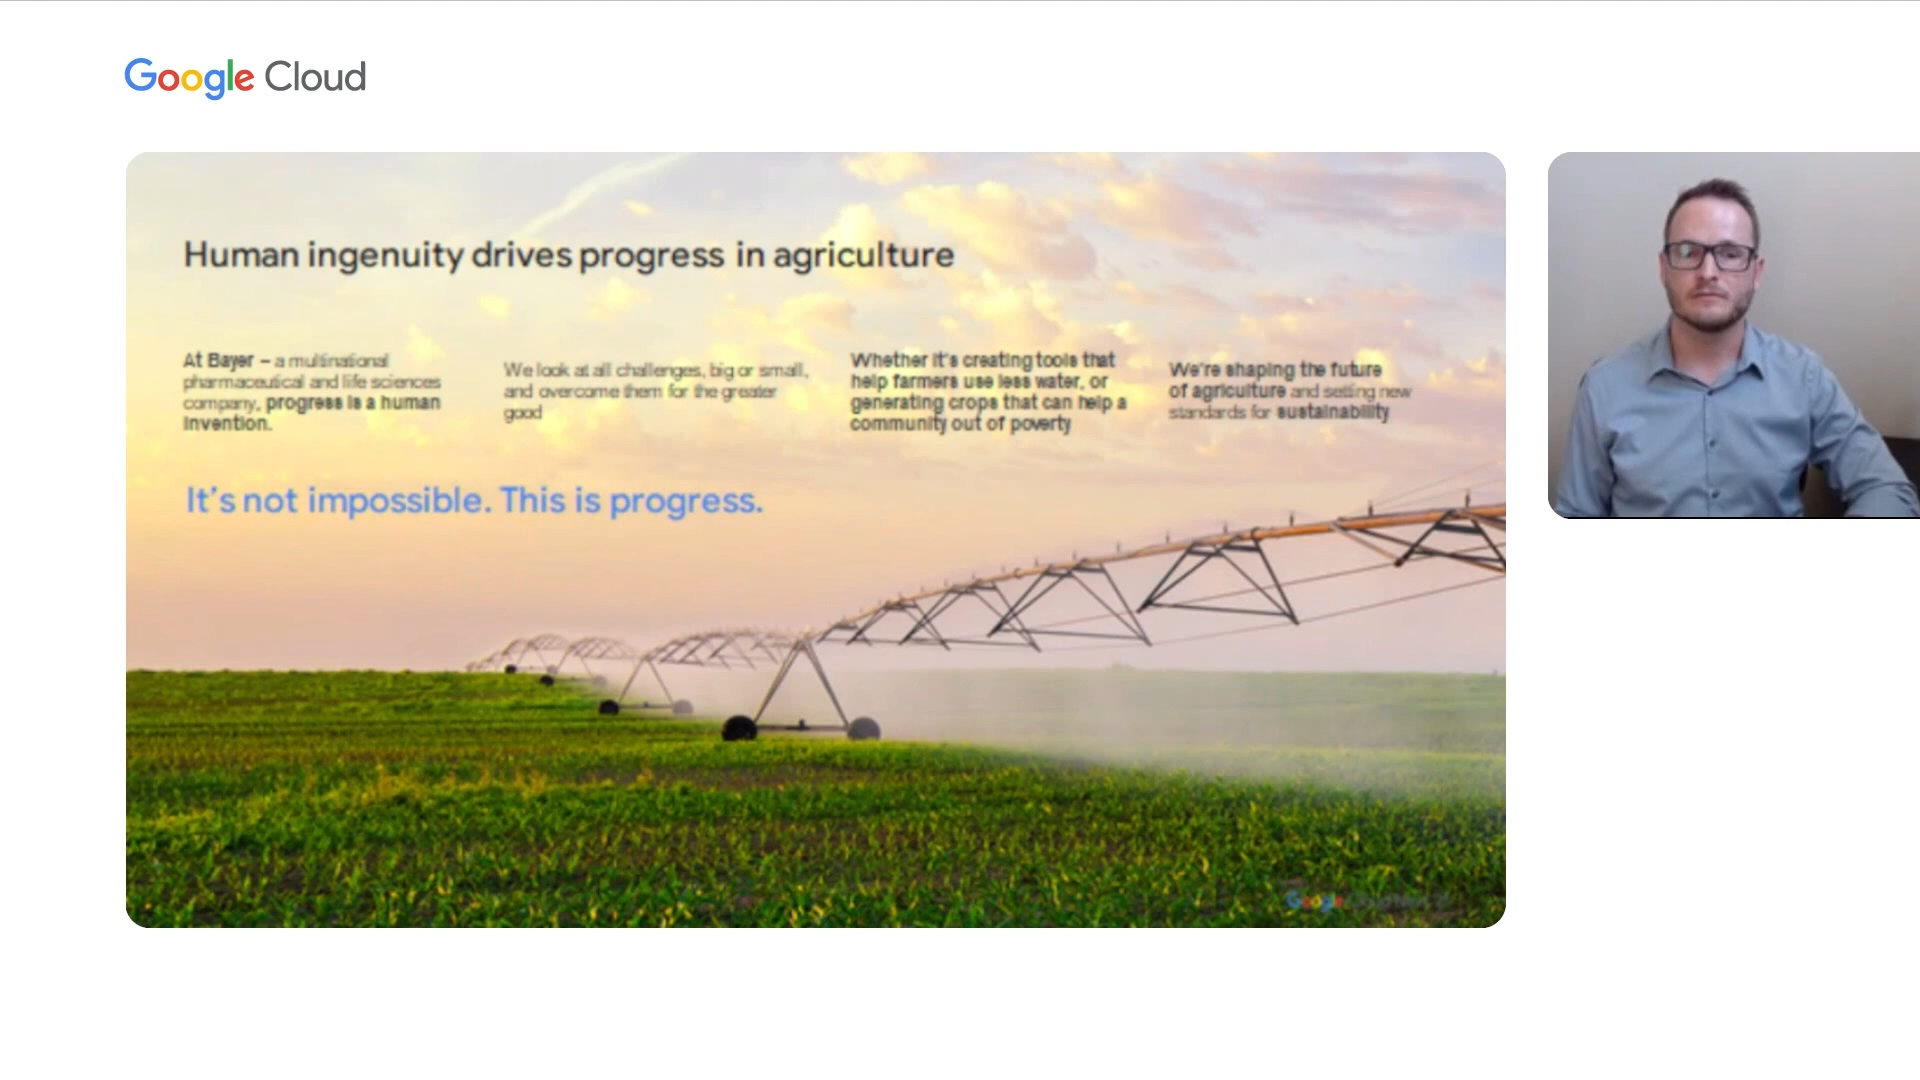 Google Cloud
Human ingenuity drives progress in agriculture
At Bayer – a multinational
pharmaceutical and life sciences
company, progress is a human
invention.
We look at all challenges, big or small,
and overcome them for the greater
good
Whether it's creating tools that
help farmers use less water, or
generating crops that can help a
community out of poverty
We're shaping the future
of agriculture and setting new
standards for sustainability
It's not impossible. This is progress.
Google